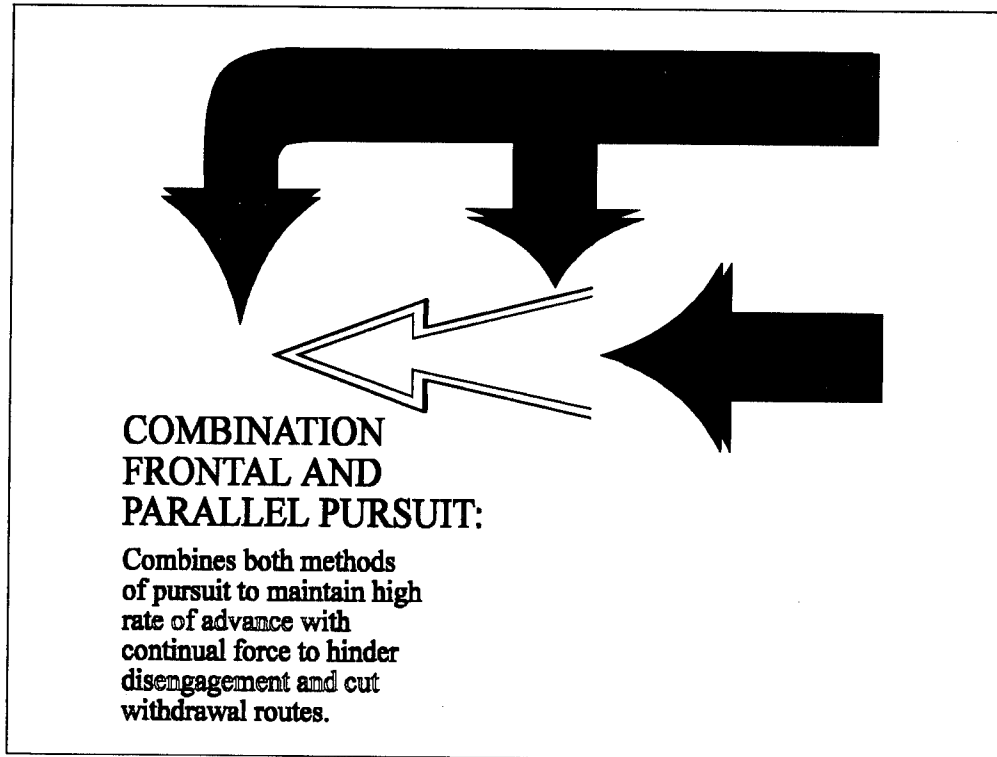 COMBINATION
FRONTAL AND
PARALLEL PURSUIT:
Combines both methods
of pursuit to maintain high
rate of advance with
continual force to hinder
disengagement and cut
withdrawal routes.